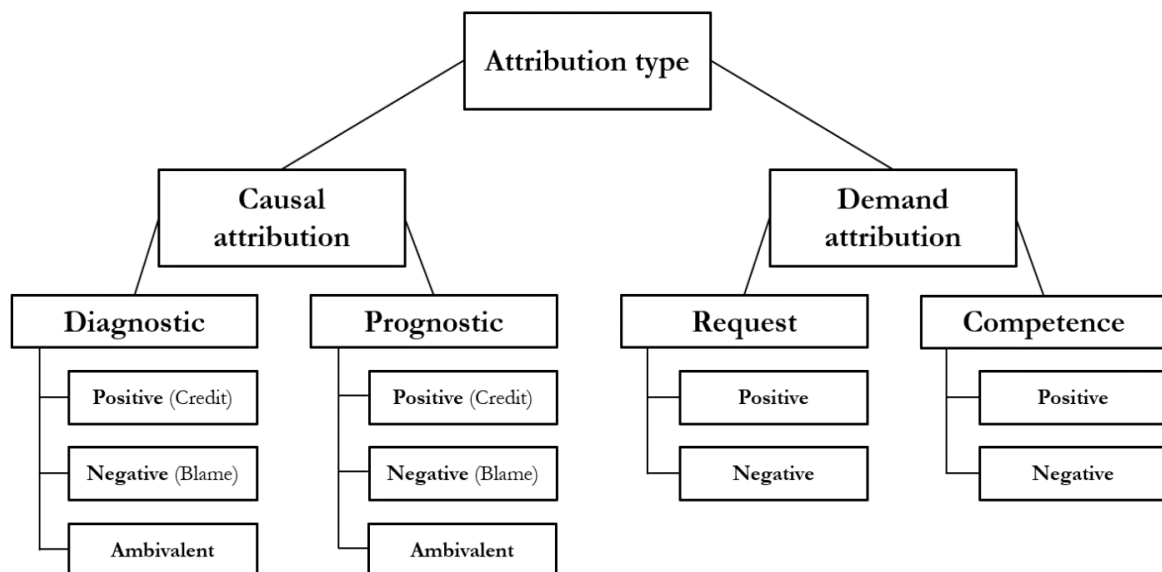 Attribution type
Causal
attribution
Demand
attribution
Diagnostic
Prognostic
Request
Competence
Positive (Credit)
Positive (Credit)
Positive
Positive
Negative (Blame)
Negative (Blame)
Negative
Negative
Ambivalent
Ambivalent